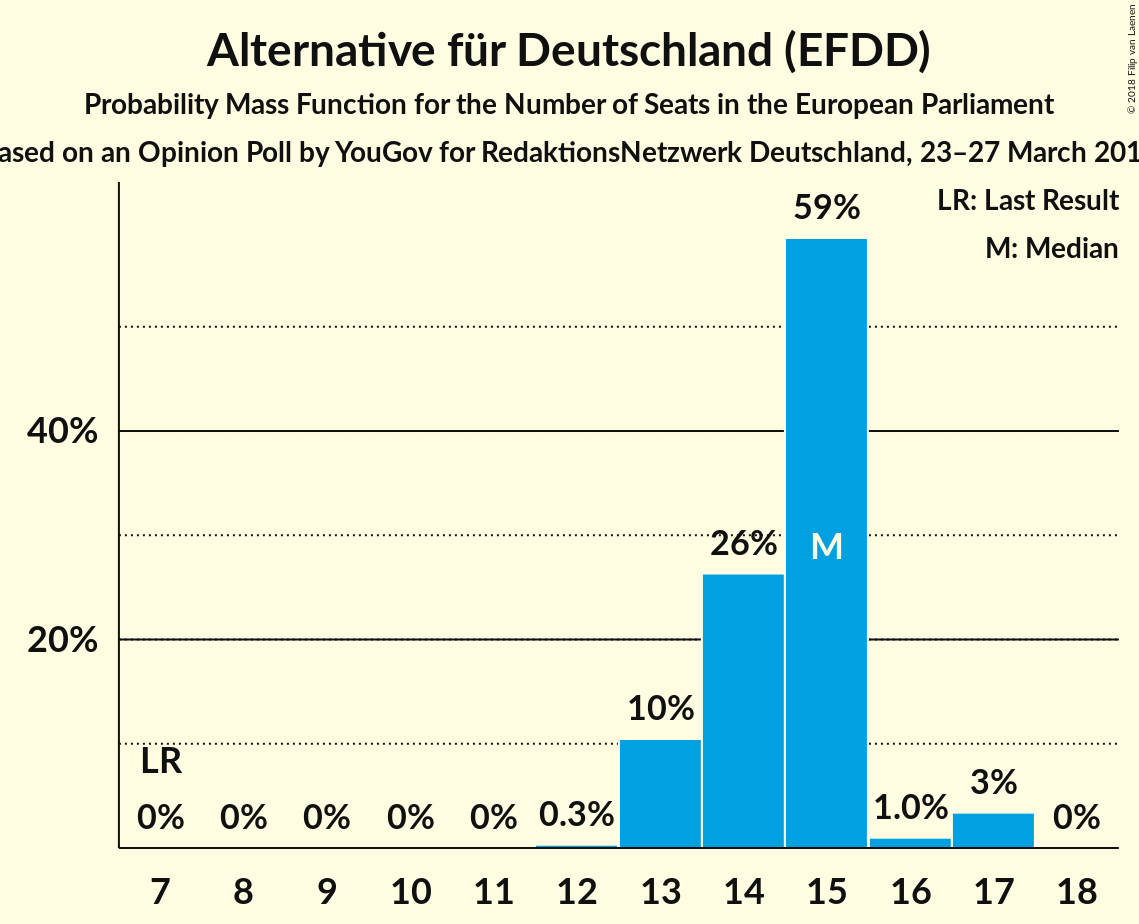 Alternative für Deutschland (EFDD)
Probability Mass Function for the Number of Seats in the European Parliament
ased on an Opinion Poll by YouGov for RedaktionsNetzwerk Deutschland, 23–27 March 201
© 2018 Filip van Laenen
LR: Last Result
M: Median
59%
40%
26%
M
20%
10%
LR
0%
0%
0%
0%
0%
0.3%
1.0%
3%
0%
7 8 9 10 11 12 13 14 15 16 17 18